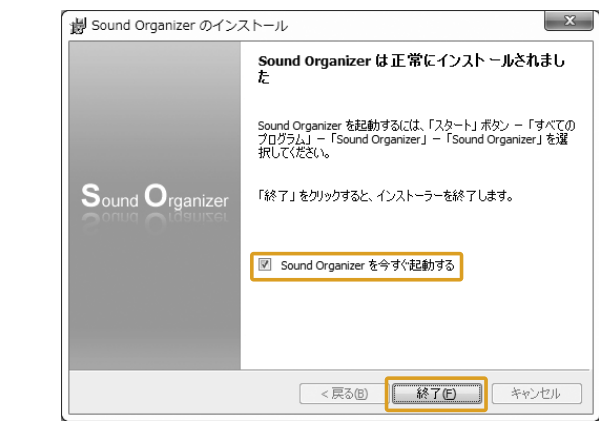 Sound Organizer のインストール
Sound Organizer は正常にインストールされまし
た
Sound Organizer を起動するには、「スタート」ボタン － 「すべての
プログラム」 － 「Sound Organizer」 － 「Sound Organizer」を選
択してください。
Sound Organizer
「終了」をクリックすると、インストーラーを終了します。
Sound Organizer を今すぐ起動する
< 戻る(B)
終了(F)
キャンセル